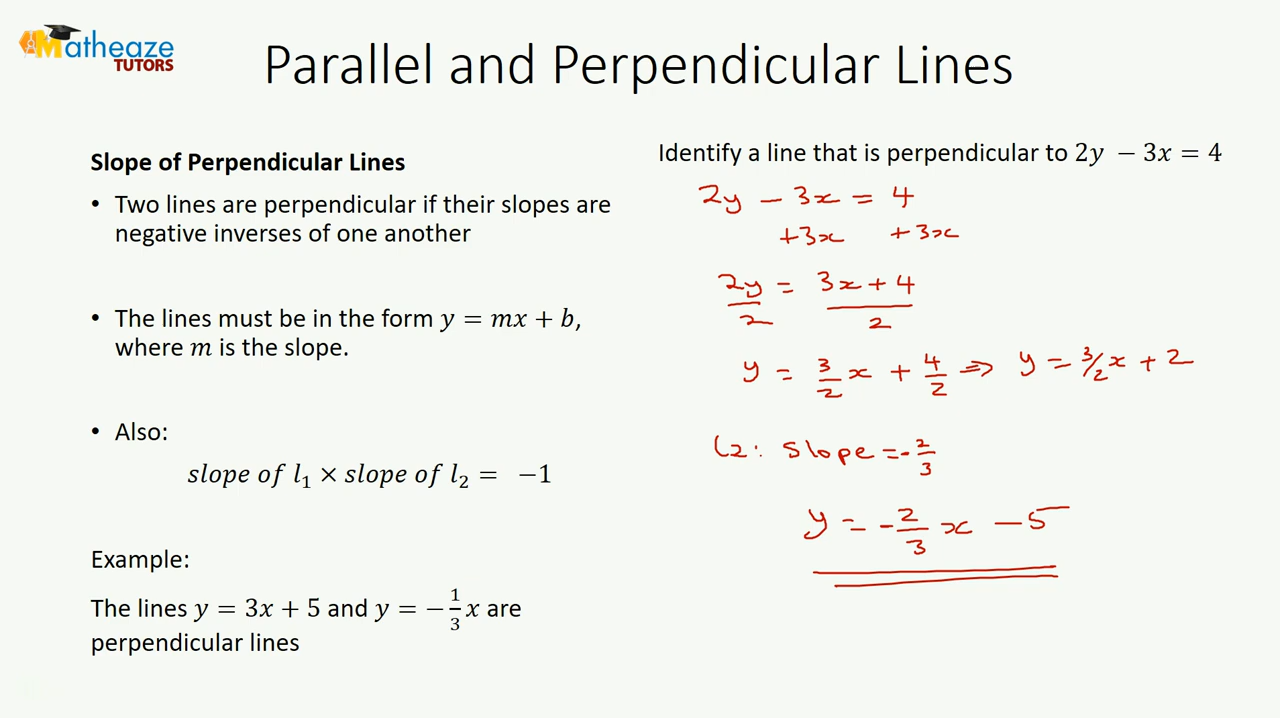 Matheaze
TUTORS
Parallel and Perpendicular Lines
Slope of Perpendicular Lines
• Two lines are perpendicular if their slopes are
negative inverses of one another
• The lines must be in the form y = mx + b,
where m is the slope.
• Also:
slope of l₁ × slope of l₂ = −1
Example:
The lines y = 3x + 5 and y = −1/3 x are
perpendicular lines
Identify a line that is perpendicular to 2y − 3x = 4
2y − 3x = 4
+3x +3x
2y/2 = (3x + 4)/2
y = 3/2 x + 4/2 ⇒ y = 3/2 x + 2
L2: slope = -2/3
y = -2/3 x − 5